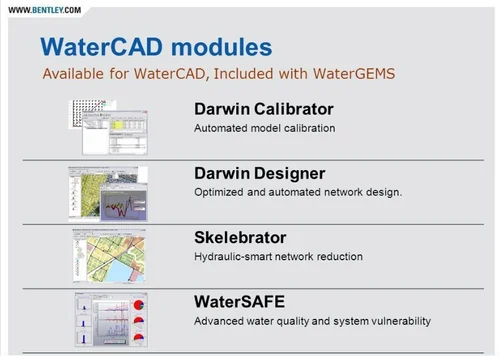 WWW.BENTLEY.COM
WaterCAD modules
Available for WaterCAD, Included with WaterGEMS
Darwin Calibrator
Automated model calibration
Darwin Designer
Optimized and automated network design.
Skelebrator
Hydraulic-smart network reduction
WaterSAFE
Advanced water quality and system vulnerability